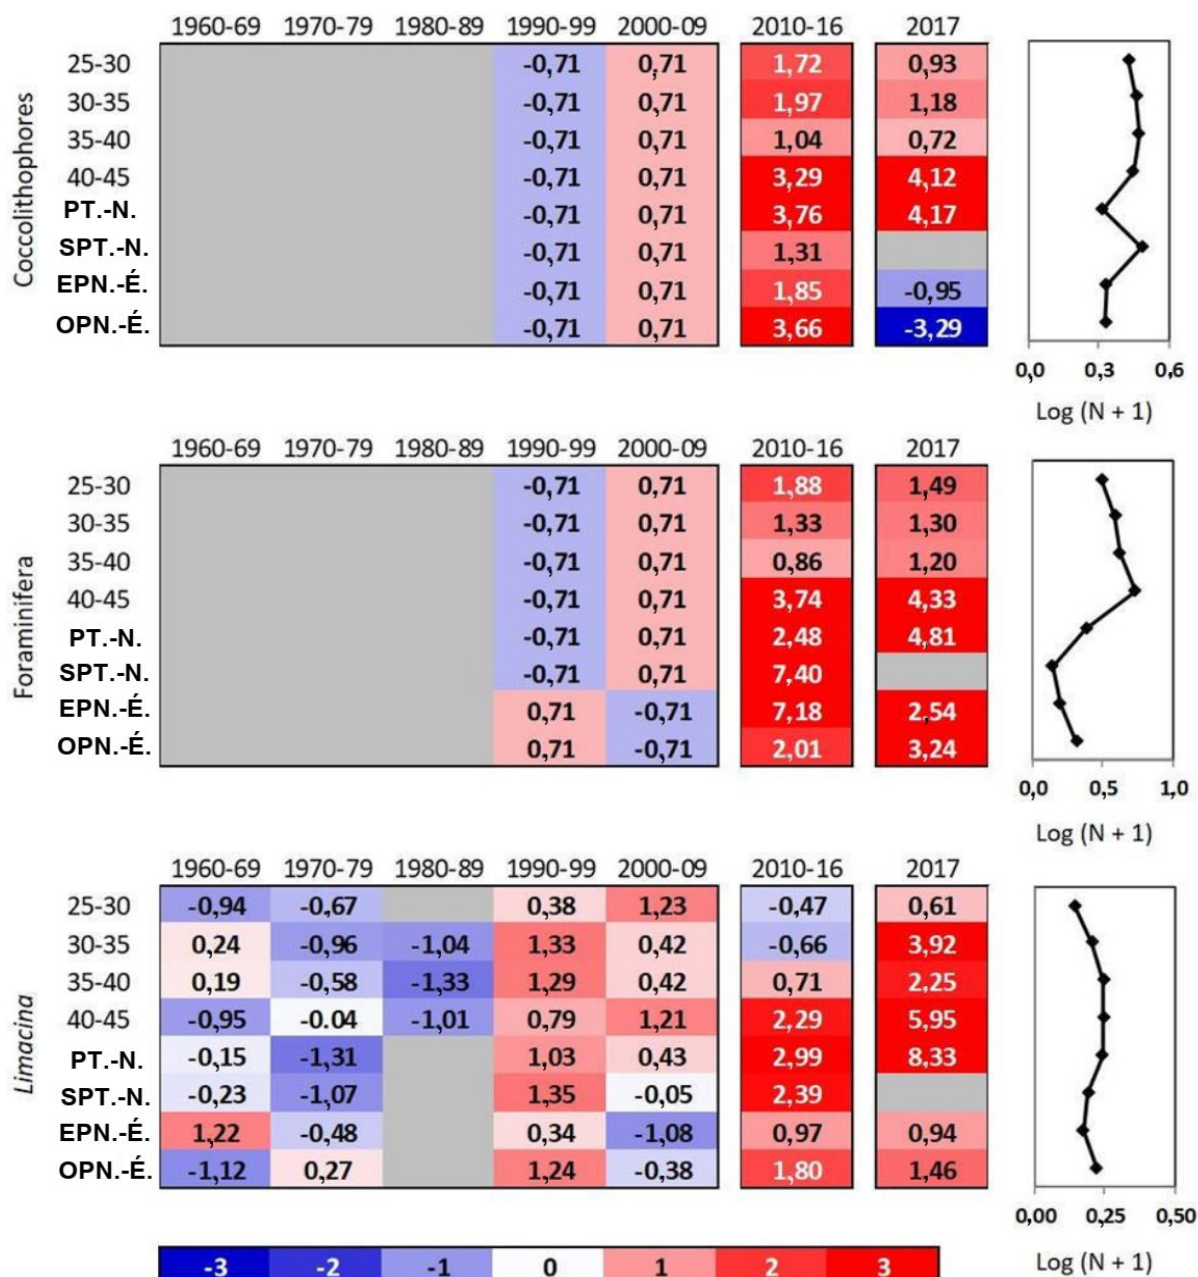 1960-69 1970-79 1980-89 1990-99 2000-09 2010-16 2017
Coccolithophores
25-30 -0,71 0,71 1,72 0,93
30-35 -0,71 0,71 1,97 1,18
35-40 -0,71 0,71 1,04 0,72
40-45 -0,71 0,71 3,29 4,12
PT.-N. -0,71 0,71 3,76 4,17
SPT.-N. -0,71 0,71 1,31
EPN.-É. -0,71 0,71 1,85 -0,95
OPN.-É. -0,71 0,71 3,66 -3,29
0,0 0,3 0,6
Log (N + 1)
1960-69 1970-79 1980-89 1990-99 2000-09 2010-16 2017
Foraminifera
25-30 -0,71 0,71 1,88 1,49
30-35 -0,71 0,71 1,33 1,30
35-40 -0,71 0,71 0,86 1,20
40-45 -0,71 0,71 3,74 4,33
PT.-N. -0,71 0,71 2,48 4,81
SPT.-N. -0,71 0,71 7,40
EPN.-É. 0,71 -0,71 7,18 2,54
OPN.-É. 0,71 -0,71 2,01 3,24
0,0 0,5 1,0
Log (N + 1)
1960-69 1970-79 1980-89 1990-99 2000-09 2010-16 2017
Limacina
25-30 -0,94 -0,67 0,38 1,23 -0,47 0,61
30-35 0,24 -0,96 -1,04 1,33 0,42 -0,66 3,92
35-40 0,19 -0,58 -1,33 1,29 0,42 0,71 2,25
40-45 -0,95 -0.04 -1,01 0,79 1,21 2,29 5,95
PT.-N. -0,15 -1,31 1,03 0,43 2,99 8,33
SPT.-N. -0,23 -1,07 1,35 -0,05 2,39
EPN.-É. 1,22 -0,48 0,34 -1,08 0,97 0,94
OPN.-É. -1,12 0,27 1,24 -0,38 1,80 1,46
0,00 0,25 0,50
Log (N + 1)
-3 -2 -1 0 1 2 3